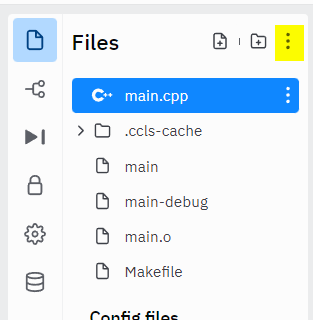 Files
main.cpp
.ccls-cache
main
main-debug
main.o
Makefile
Config files